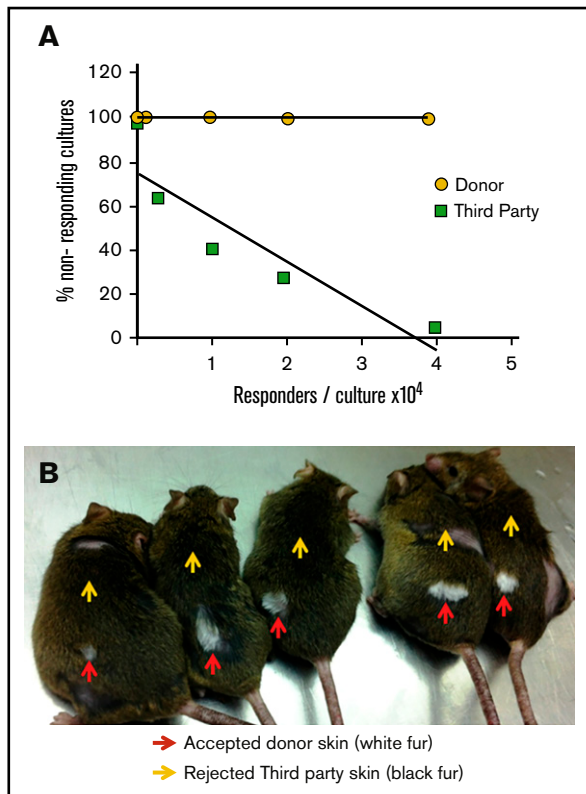 A
120
100
80
60
40
20
0
% non- responding cultures
Donor
Third Party
1 2 3 4 5
Responders / culture x10⁴
B
Accepted donor skin (white fur)
Rejected Third party skin (black fur)